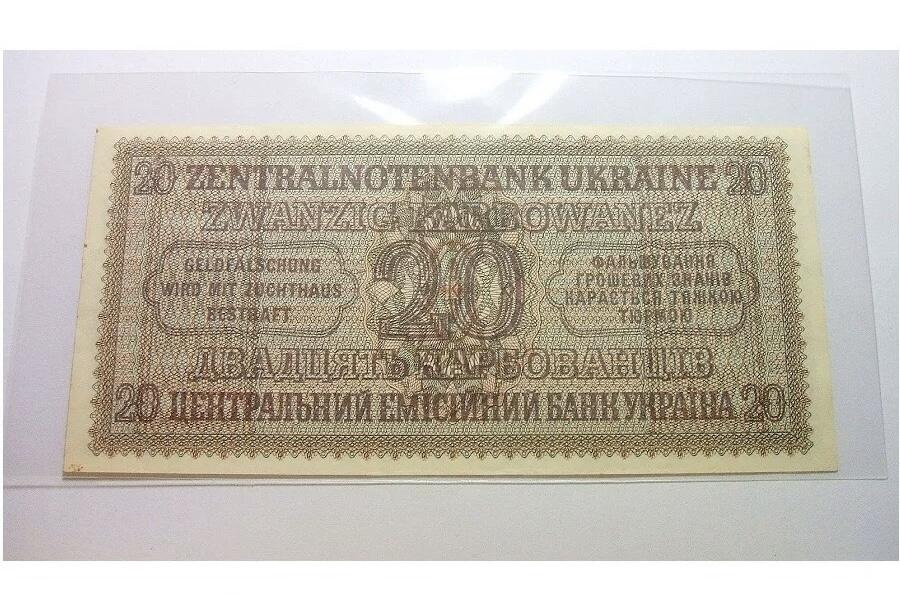 20 ZENTRALNOTENBANK UKRAINE 20
ZWANZIG KARBOWANEZ
GELDFÄLSCHUNG
WIRD MIT ZUCHTHAUS
BESTRAFT
20
ФАЛЬШУВАННЯ
ГРОШЕВИХ ЗНАКІВ
КАРАЄТЬСЯ ТЯЖКОЮ
ТЮРМОЮ
ДВАДЦЯТЬ КАРБОВАНЦІВ
20 ЦЕНТРАЛЬНИЙ ЕМІСІЙНИЙ БАНК УКРАЇНА 20